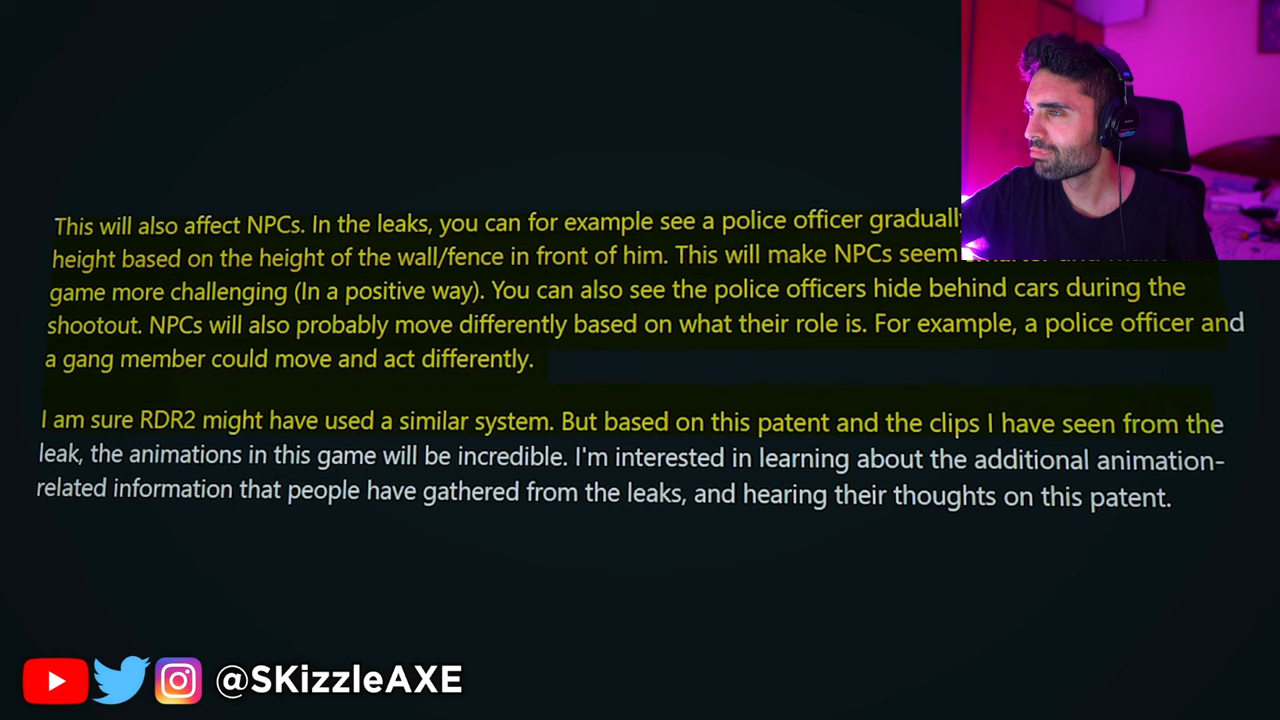 This will also affect NPCs. In the leaks, you can for example see a police officer gradually
height based on the height of the wall/fence in front of him. This will make NPCs seem
game more challenging (In a positive way). You can also see the police officers hide behind cars during the
shootout. NPCs will also probably move differently based on what their role is. For example, a police officer and
a gang member could move and act differently.
I am sure RDR2 might have used a similar system. But based on this patent and the clips I have seen from the
leak, the animations in this game will be incredible. I'm interested in learning about the additional animation-
related information that people have gathered from the leaks, and hearing their thoughts on this patent.
@SKizzleAXE